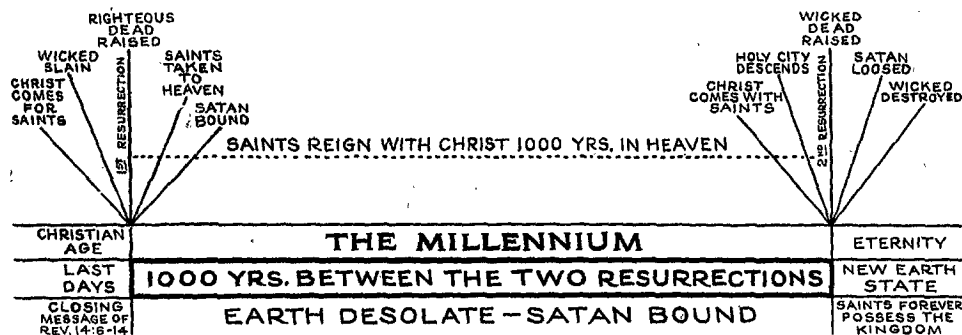 CHRIST
COMES
FOR
SAINTS
WICKED
SLAIN
RIGHTEOUS
DEAD
RAISED
1ST RESURRECTION
SAINTS
TAKEN
TO
HEAVEN
SATAN
BOUND
SAINTS REIGN WITH CHRIST 1000 YRS. IN HEAVEN
CHRIST
COMES WITH
SAINTS
HOLY CITY
DESCENDS
WICKED
DEAD
RAISED
2ND RESURRECTION
SATAN
LOOSED
WICKED
DESTROYED
CHRISTIAN
AGE
THE MILLENNIUM
ETERNITY
LAST
DAYS
1000 YRS. BETWEEN THE TWO RESURRECTIONS
NEW EARTH
STATE
CLOSING
MESSAGE OF
REV. 14:6-14
EARTH DESOLATE – SATAN BOUND
SAINTS FOREVER
POSSESS THE
KINGDOM